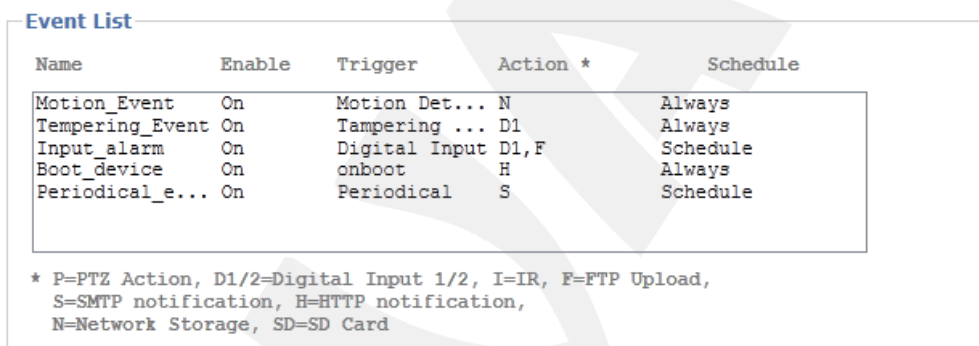 Event List
Name Enable Trigger Action * Schedule
Motion_Event On Motion Det... N Always
Tempering_Event On Tampering ... D1 Always
Input_alarm On Digital Input D1,F Schedule
Boot_device On onboot H Always
Periodical_e... On Periodical S Schedule
* P=PTZ Action, D1/2=Digital Input 1/2, I=IR, F=FTP Upload,
S=SMTP notification, H=HTTP notification,
N=Network Storage, SD=SD Card